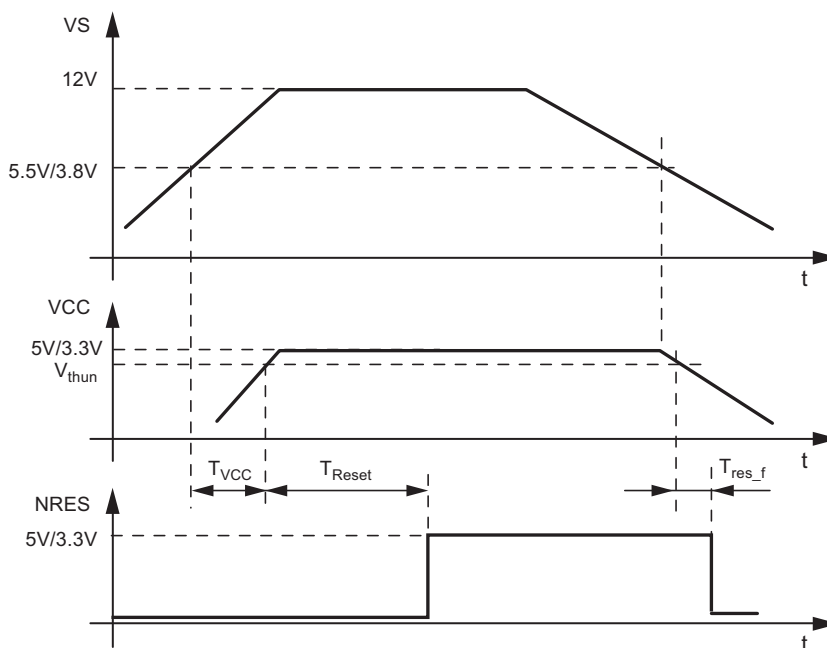 VS
12V
5.5V/3.8V
t
VCC
5V/3.3V
Vthun
t
TVCC
TReset
Tres_f
NRES
5V/3.3V
t